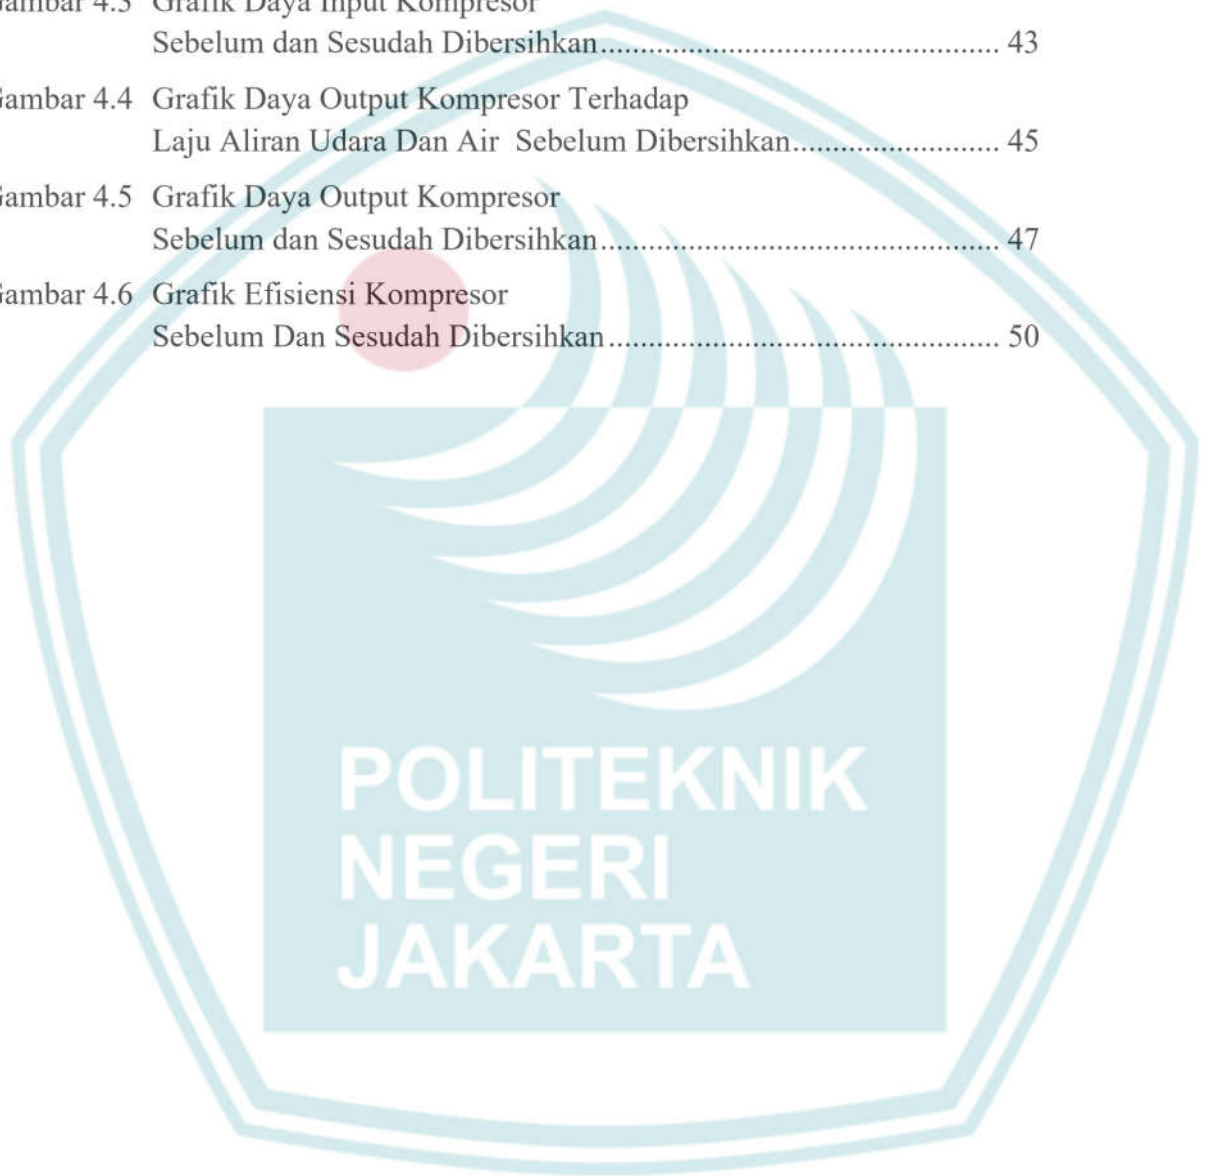 Gambar 4.3 Grafik Daya Input Kompresor
Sebelum dan Sesudah Dibersihkan.................................................. 43
Gambar 4.4 Grafik Daya Output Kompresor Terhadap
Laju Aliran Udara Dan Air Sebelum Dibersihkan.......................... 45
Gambar 4.5 Grafik Daya Output Kompresor
Sebelum dan Sesudah Dibersihkan.................................................. 47
Gambar 4.6 Grafik Efisiensi Kompresor
Sebelum Dan Sesudah Dibersihkan................................................. 50
POLITEKNIK
NEGERI
JAKARTA